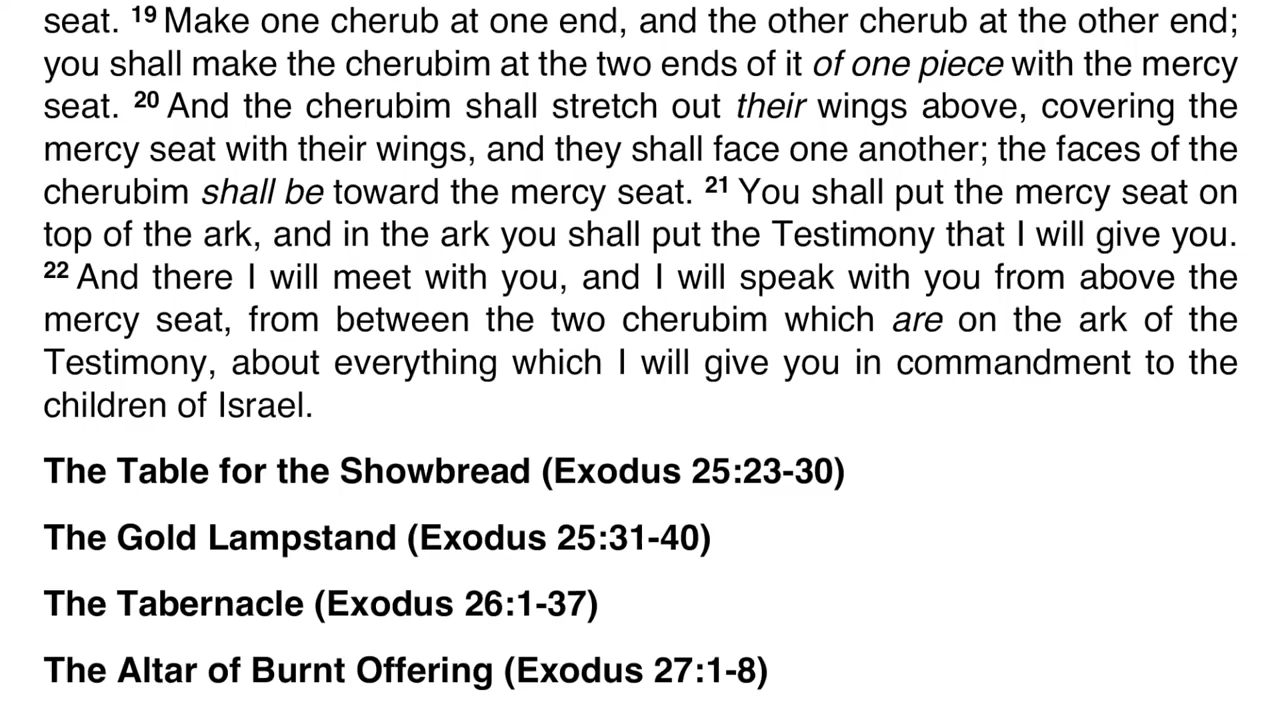 seat. 19 Make one cherub at one end, and the other cherub at the other end;
you shall make the cherubim at the two ends of it of one piece with the mercy
seat. 20 And the cherubim shall stretch out their wings above, covering the
mercy seat with their wings, and they shall face one another; the faces of the
cherubim shall be toward the mercy seat. 21 You shall put the mercy seat on
top of the ark, and in the ark you shall put the Testimony that I will give you.
22 And there I will meet with you, and I will speak with you from above the
mercy seat, from between the two cherubim which are on the ark of the
Testimony, about everything which I will give you in commandment to the
children of Israel.
The Table for the Showbread (Exodus 25:23-30)
The Gold Lampstand (Exodus 25:31-40)
The Tabernacle (Exodus 26:1-37)
The Altar of Burnt Offering (Exodus 27:1-8)